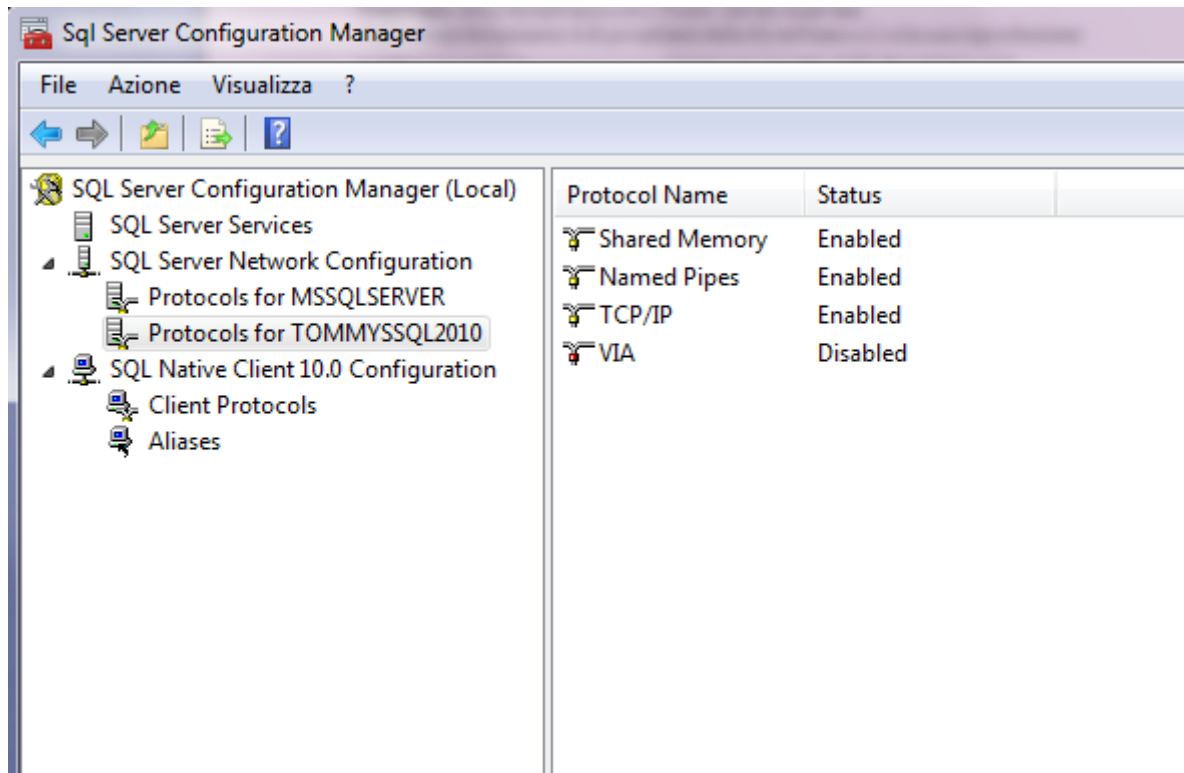 Sql Server Configuration Manager
File Azione Visualizza ?
SQL Server Configuration Manager (Local)
SQL Server Services
SQL Server Network Configuration
Protocols for MSSQLSERVER
Protocols for TOMMYSSQL2010
SQL Native Client 10.0 Configuration
Client Protocols
Aliases
Protocol Name Status
Shared Memory Enabled
Named Pipes Enabled
TCP/IP Enabled
VIA Disabled